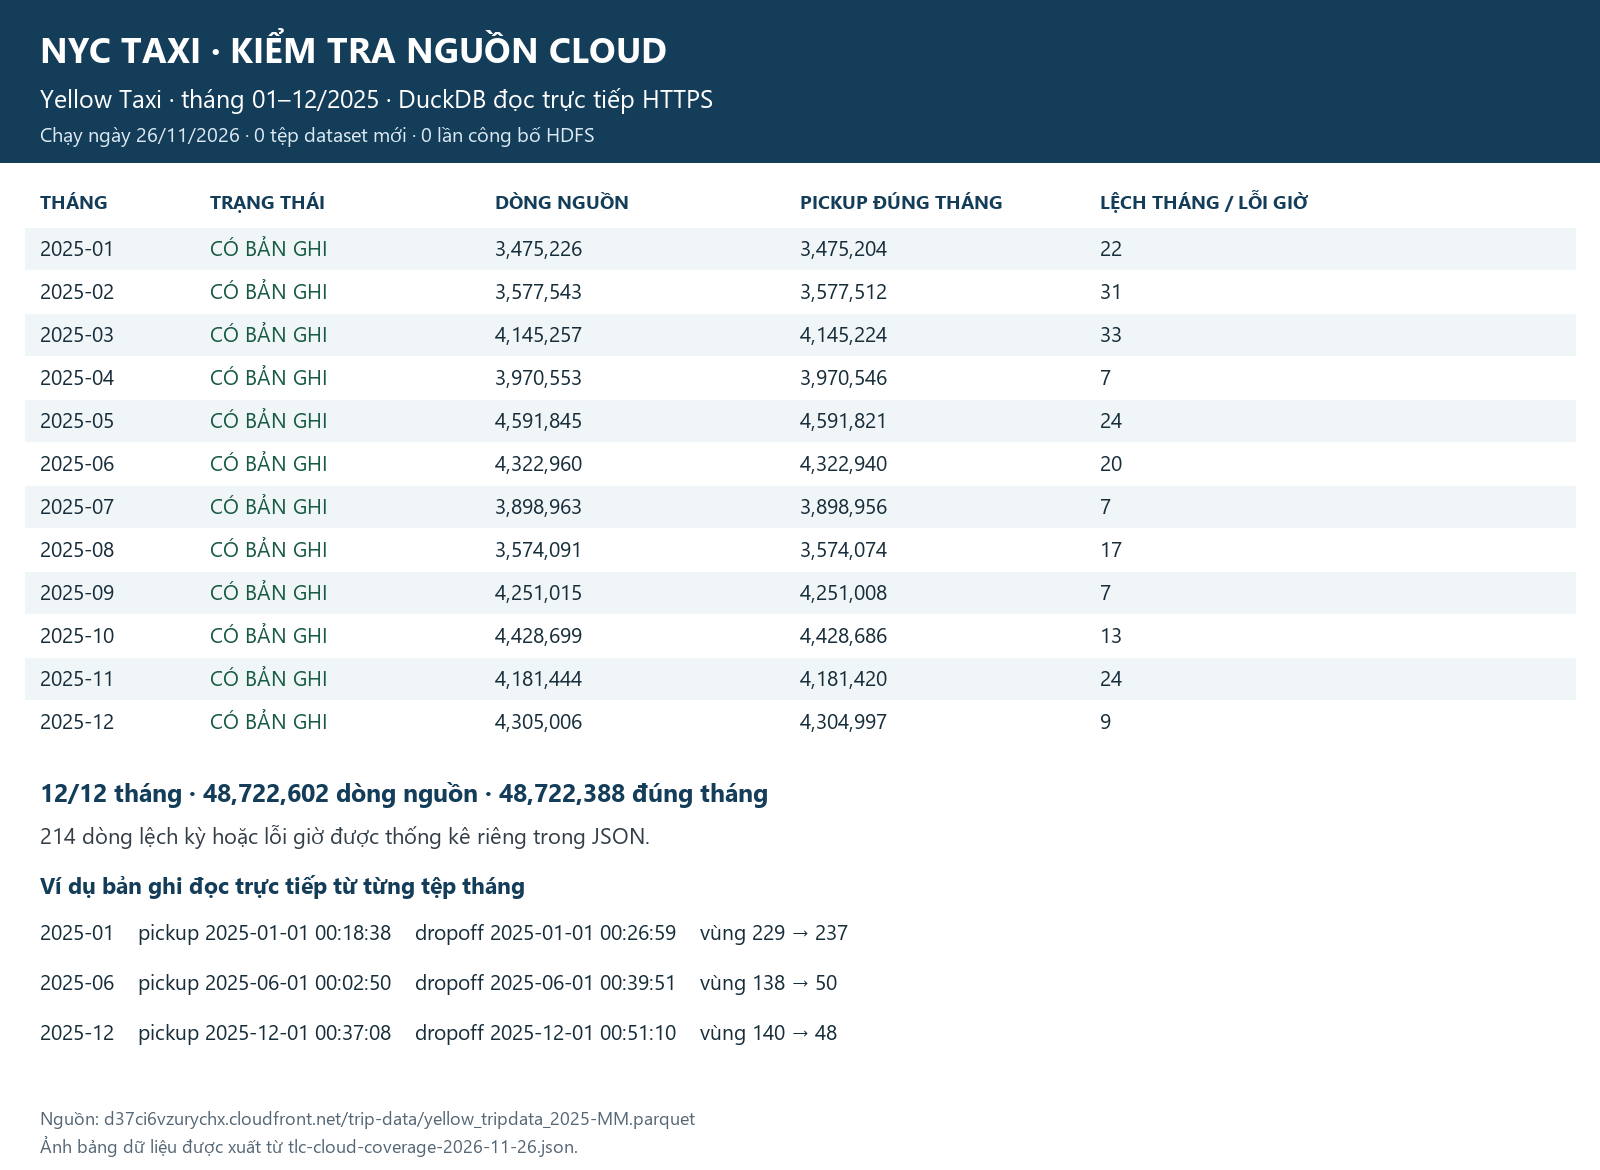 NYC TAXI · KIỂM TRA NGUỒN CLOUD
Yellow Taxi · tháng 01–12/2025 · DuckDB đọc trực tiếp HTTPS
Chạy ngày 26/11/2026 · 0 tệp dataset mới · 0 lần công bố HDFS
THÁNG TRẠNG THÁI DÒNG NGUỒN PICKUP ĐÚNG THÁNG LỆCH THÁNG / LỖI GIỜ
2025-01 CÓ BẢN GHI 3,475,226 3,475,204 22
2025-02 CÓ BẢN GHI 3,577,543 3,577,512 31
2025-03 CÓ BẢN GHI 4,145,257 4,145,224 33
2025-04 CÓ BẢN GHI 3,970,553 3,970,546 7
2025-05 CÓ BẢN GHI 4,591,845 4,591,821 24
2025-06 CÓ BẢN GHI 4,322,960 4,322,940 20
2025-07 CÓ BẢN GHI 3,898,963 3,898,956 7
2025-08 CÓ BẢN GHI 3,574,091 3,574,074 17
2025-09 CÓ BẢN GHI 4,251,015 4,251,008 7
2025-10 CÓ BẢN GHI 4,428,699 4,428,686 13
2025-11 CÓ BẢN GHI 4,181,444 4,181,420 24
2025-12 CÓ BẢN GHI 4,305,006 4,304,997 9
12/12 tháng · 48,722,602 dòng nguồn · 48,722,388 đúng tháng
214 dòng lệch kỳ hoặc lỗi giờ được thống kê riêng trong JSON.
Ví dụ bản ghi đọc trực tiếp từ từng tệp tháng
2025-01 pickup 2025-01-01 00:18:38 dropoff 2025-01-01 00:26:59 vùng 229 → 237
2025-06 pickup 2025-06-01 00:02:50 dropoff 2025-06-01 00:39:51 vùng 138 → 50
2025-12 pickup 2025-12-01 00:37:08 dropoff 2025-12-01 00:51:10 vùng 140 → 48
Nguồn: d37ci6vzurychx.cloudfront.net/trip-data/yellow_tripdata_2025-MM.parquet
Ảnh bảng dữ liệu được xuất từ tlc-cloud-coverage-2026-11-26.json.